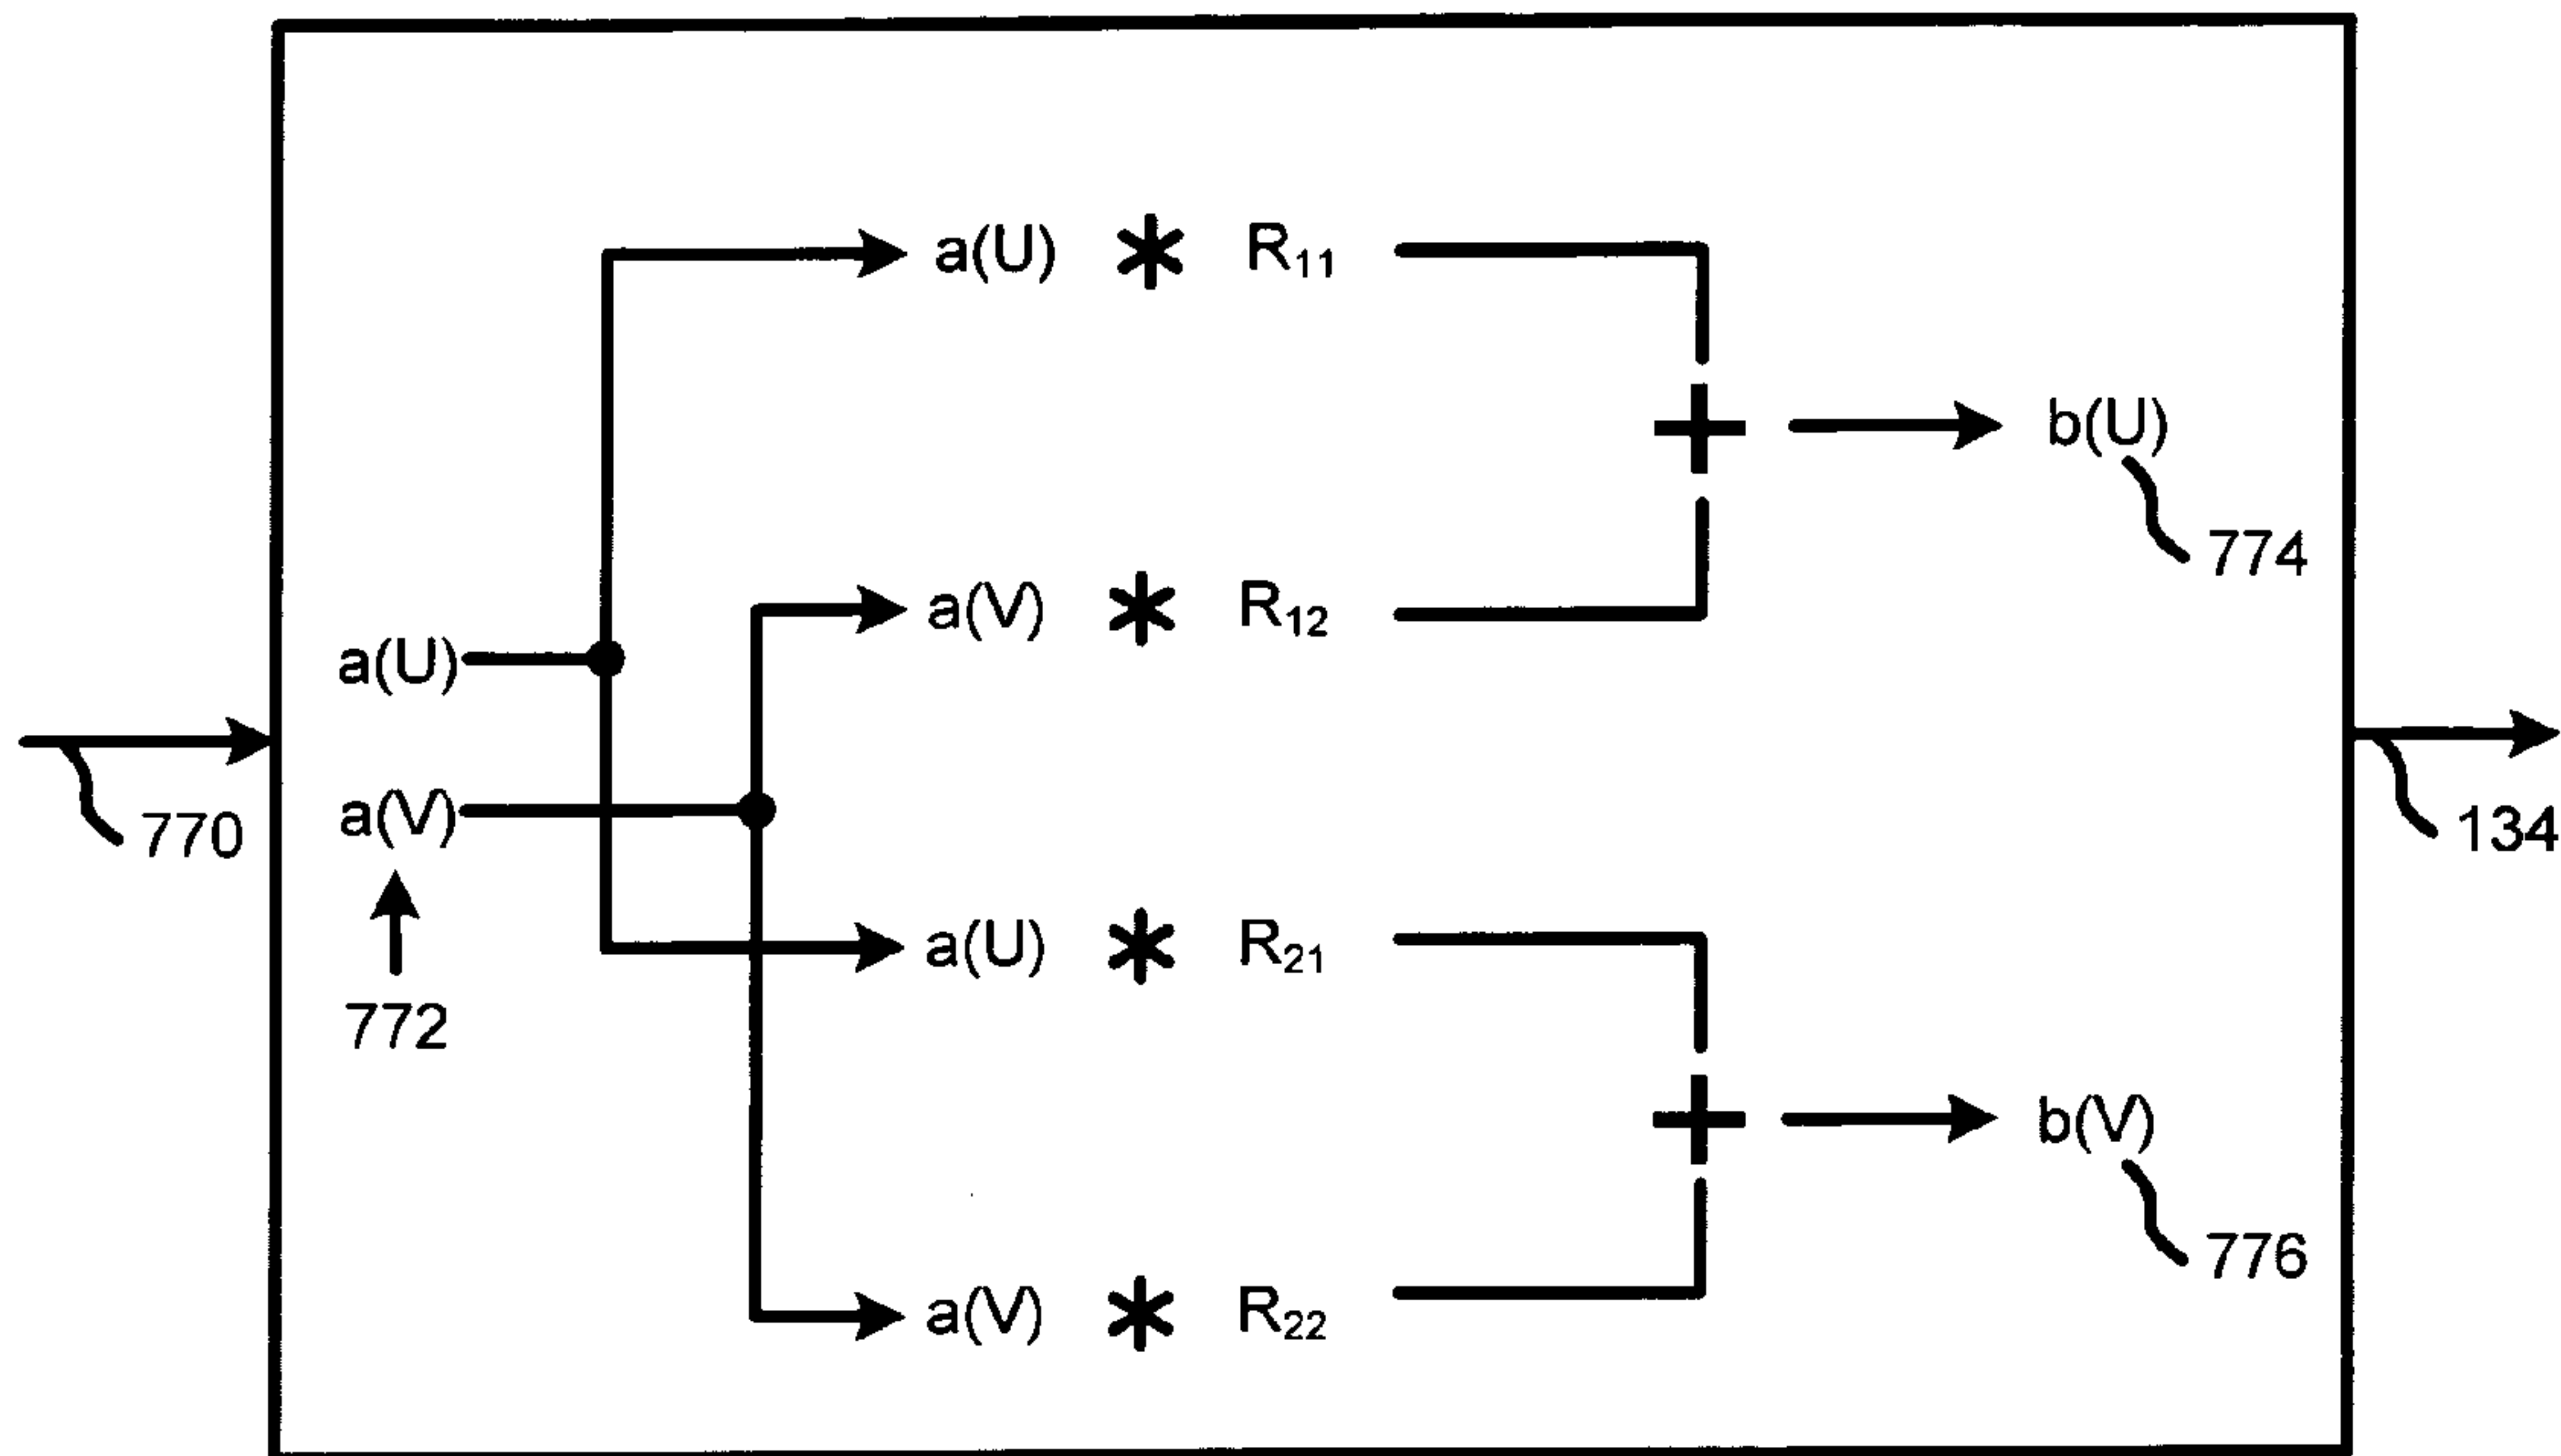 a(U) * R₁₁
+ → b(U)
774
a(V) * R₁₂
a(U)
a(V)
770
772
134
a(U) * R₂₁
+ → b(V)
776
a(V) * R₂₂